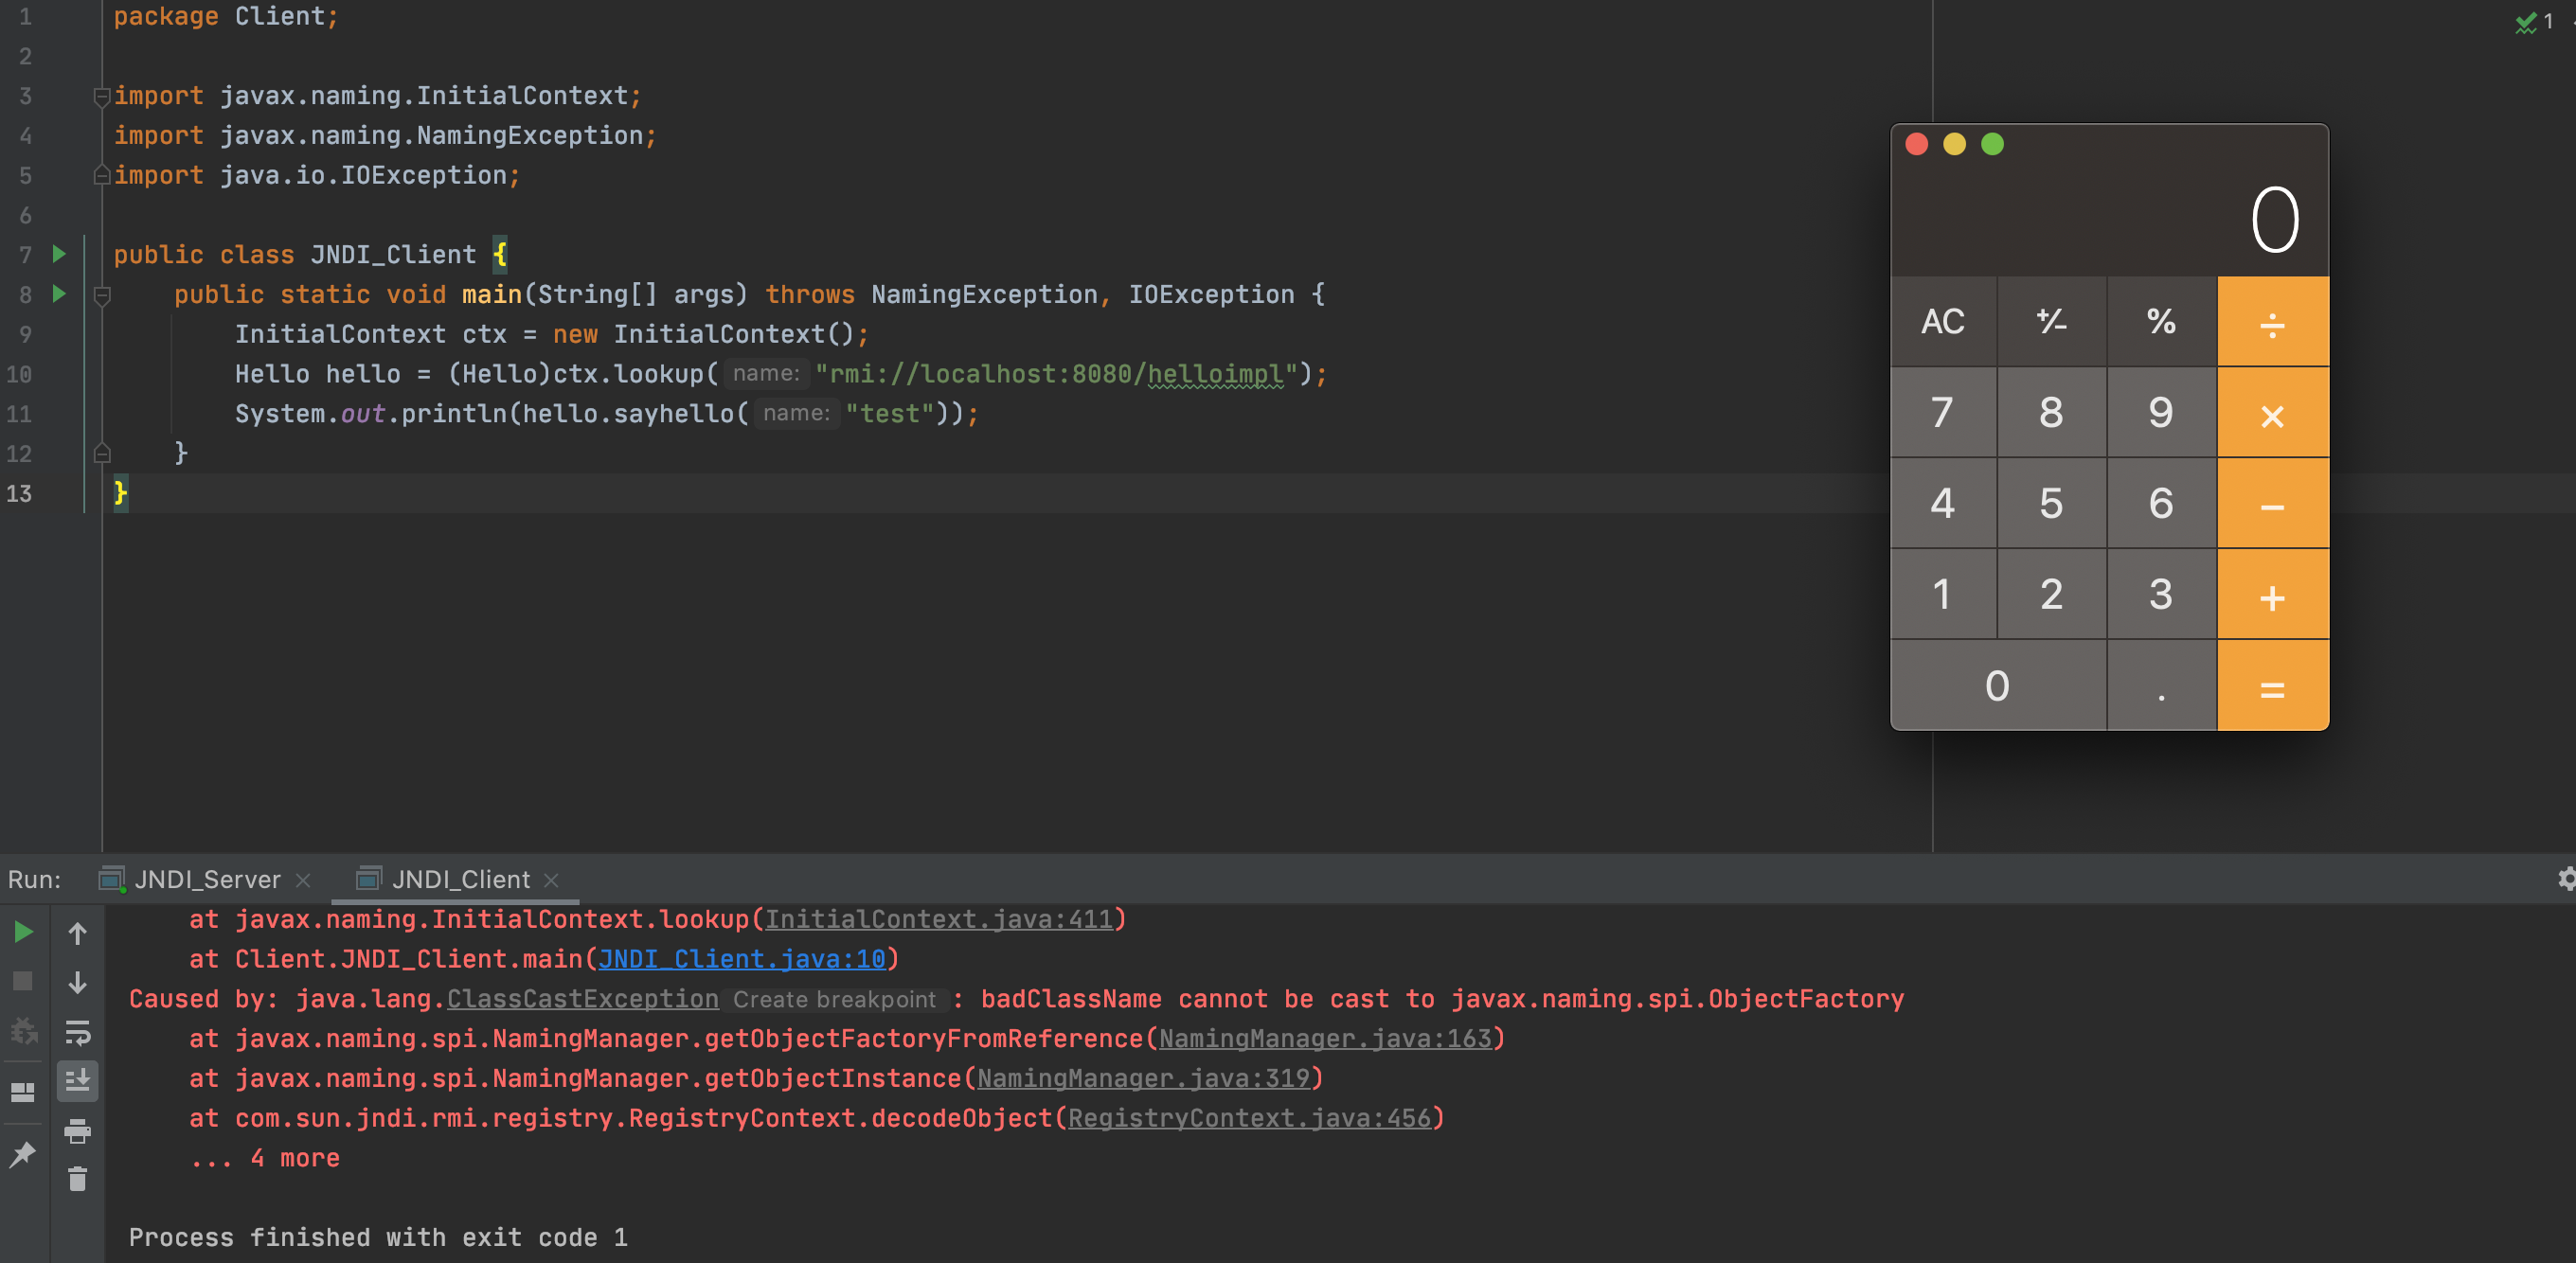 1 package Client;
2
3 import javax.naming.InitialContext;
4 import javax.naming.NamingException;
5 import java.io.IOException;
6
7 public class JNDI_Client {
8 public static void main(String[] args) throws NamingException, IOException {
9 InitialContext ctx = new InitialContext();
10 Hello hello = (Hello)ctx.lookup( name: "rmi://localhost:8080/helloimpl");
11 System.out.println(hello.sayhello( name: "test"));
12 }
13 }
1
0
AC +⁄- % ÷
7 8 9 ×
4 5 6 −
1 2 3 +
0 . =
Run: JNDI_Server × JNDI_Client ×
at javax.naming.InitialContext.lookup(InitialContext.java:411)
at Client.JNDI_Client.main(JNDI_Client.java:10)
Caused by: java.lang.ClassCastException Create breakpoint : badClassName cannot be cast to javax.naming.spi.ObjectFactory
at javax.naming.spi.NamingManager.getObjectFactoryFromReference(NamingManager.java:163)
at javax.naming.spi.NamingManager.getObjectInstance(NamingManager.java:319)
at com.sun.jndi.rmi.registry.RegistryContext.decodeObject(RegistryContext.java:456)
... 4 more
Process finished with exit code 1